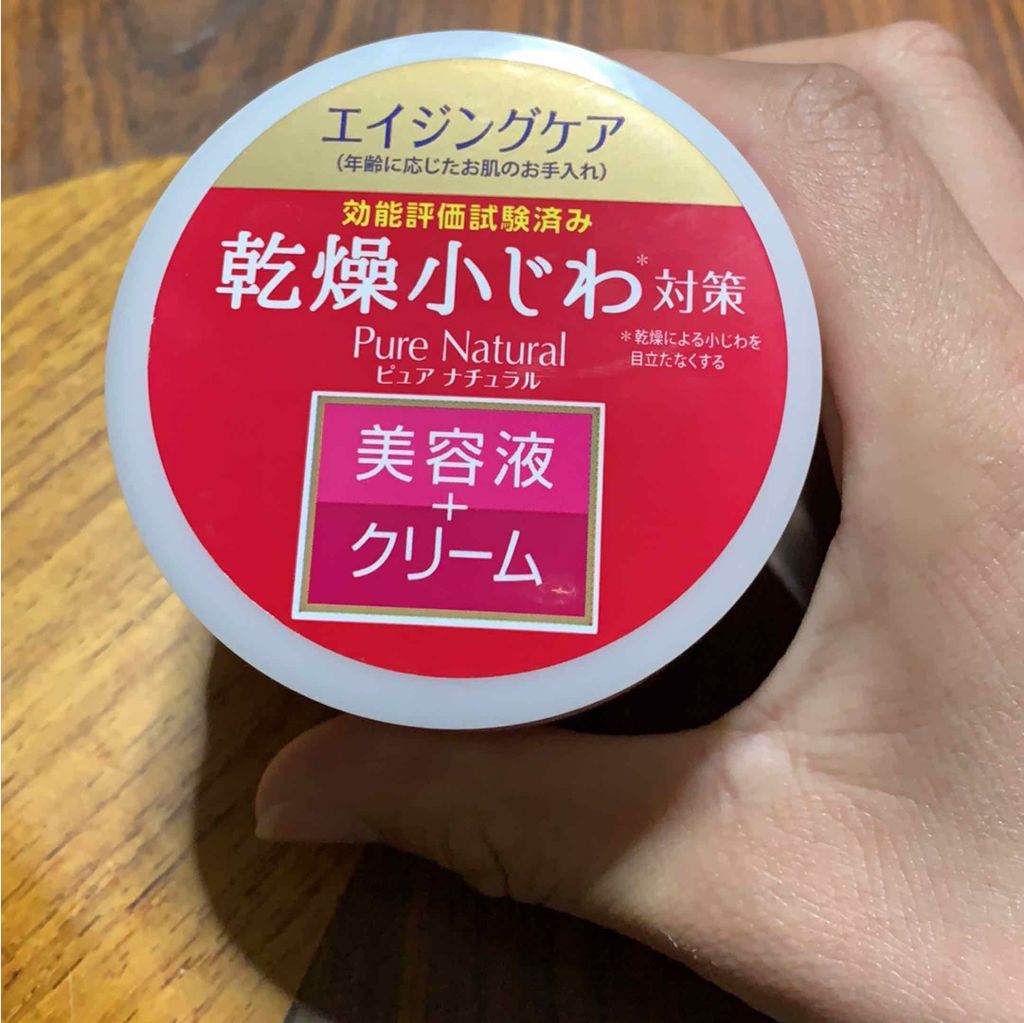 エイジングケア
（年齢に応じたお肌のお手入れ）
効能評価試験済み
乾燥小じわ*対策
*乾燥による小じわを
目立たなくする
Pure Natural
ピュア ナチュラル
美容液
+
クリーム